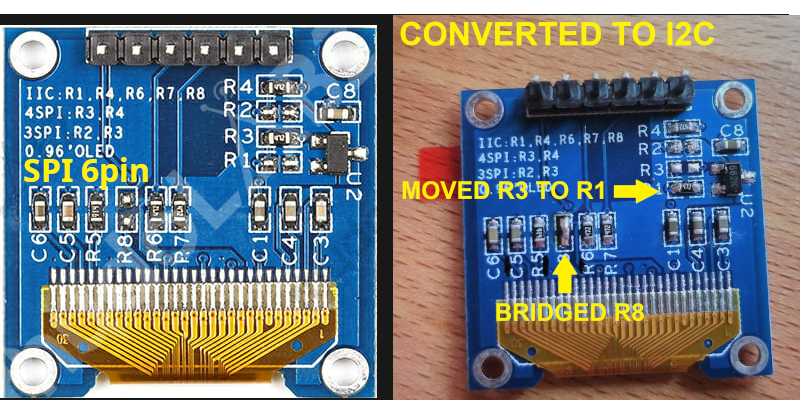 R4
IIC:R1,R4,R6,R7,R8
R2
C8
4SPI:R3,R4
R3
3SPI:R2,R3
R1
0.96"OLED
U2
SPI 6pin
C6
C5
R5
R8
R6
R7
C1
C4
C3
30
1
CONVERTED TO I2C
R4
IIC:R1,R4,R6,R7,R8
R2
C8
4SPI:R3,R4
R3
3SPI:R2,R3
MOVED R3 TO R1
U2
C6
C5
R5
R6
R7
C1
C4
C3
BRIDGED R8